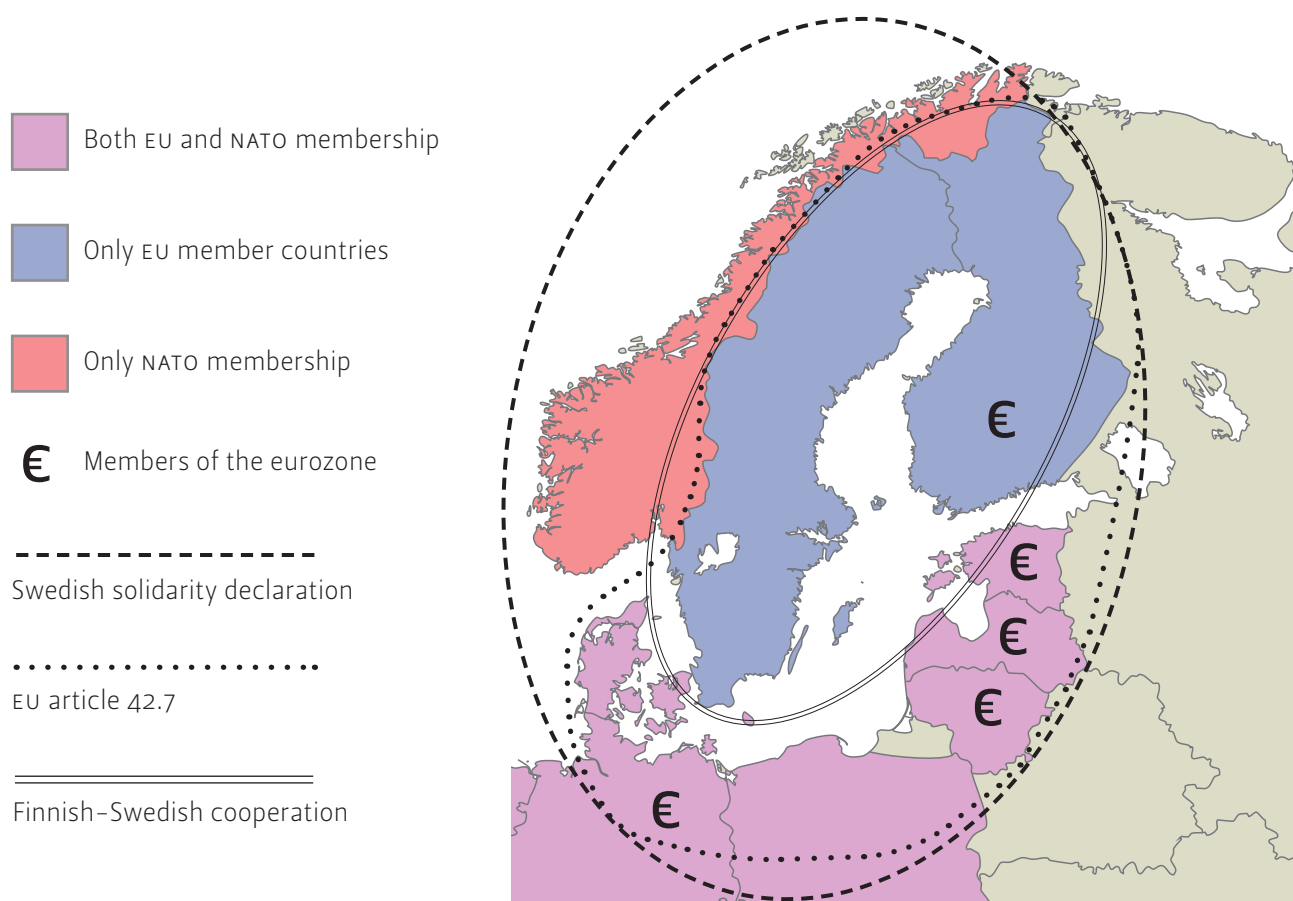 Both EU and NATO membership
Only EU member countries
Only NATO membership
€ Members of the eurozone
Swedish solidarity declaration
EU article 42.7
Finnish–Swedish cooperation
€
€
€
€
€